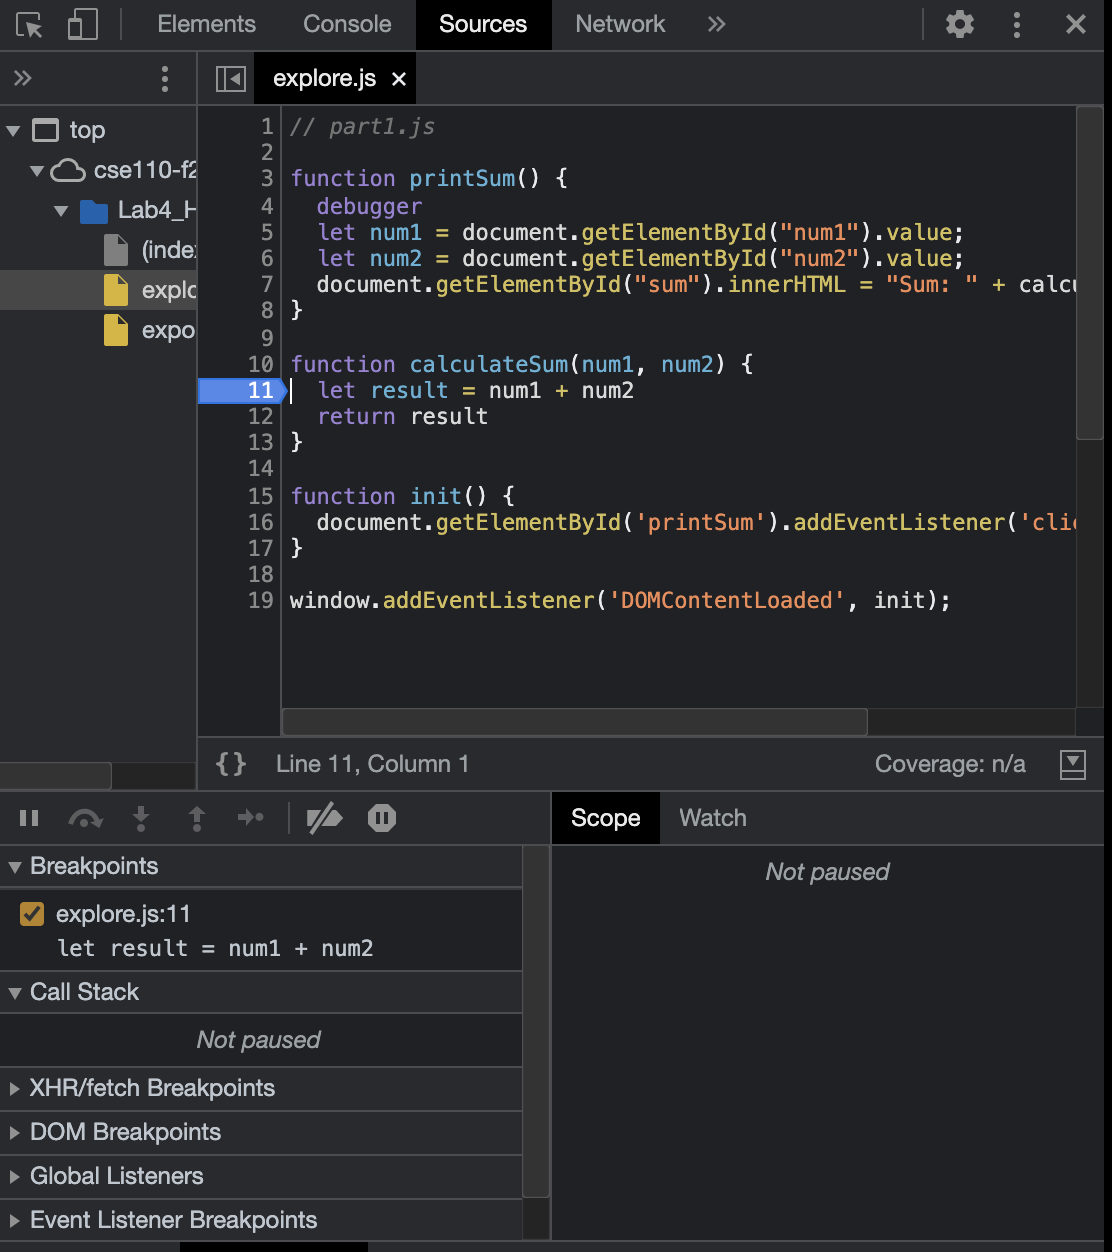 Elements Console Sources Network
explore.js
top
cse110-f2
Lab4_H
(inde
explo
expo
1 // part1.js
2
3 function printSum() {
4 debugger
5 let num1 = document.getElementById("num1").value;
6 let num2 = document.getElementById("num2").value;
7 document.getElementById("sum").innerHTML = "Sum: " + calcu
8 }
9
10 function calculateSum(num1, num2) {
11 let result = num1 + num2
12 return result
13 }
14
15 function init() {
16 document.getElementById('printSum').addEventListener('clic
17 }
18
19 window.addEventListener('DOMContentLoaded', init);
{} Line 11, Column 1 Coverage: n/a
Scope Watch
Not paused
Breakpoints
explore.js:11
let result = num1 + num2
Call Stack
Not paused
XHR/fetch Breakpoints
DOM Breakpoints
Global Listeners
Event Listener Breakpoints